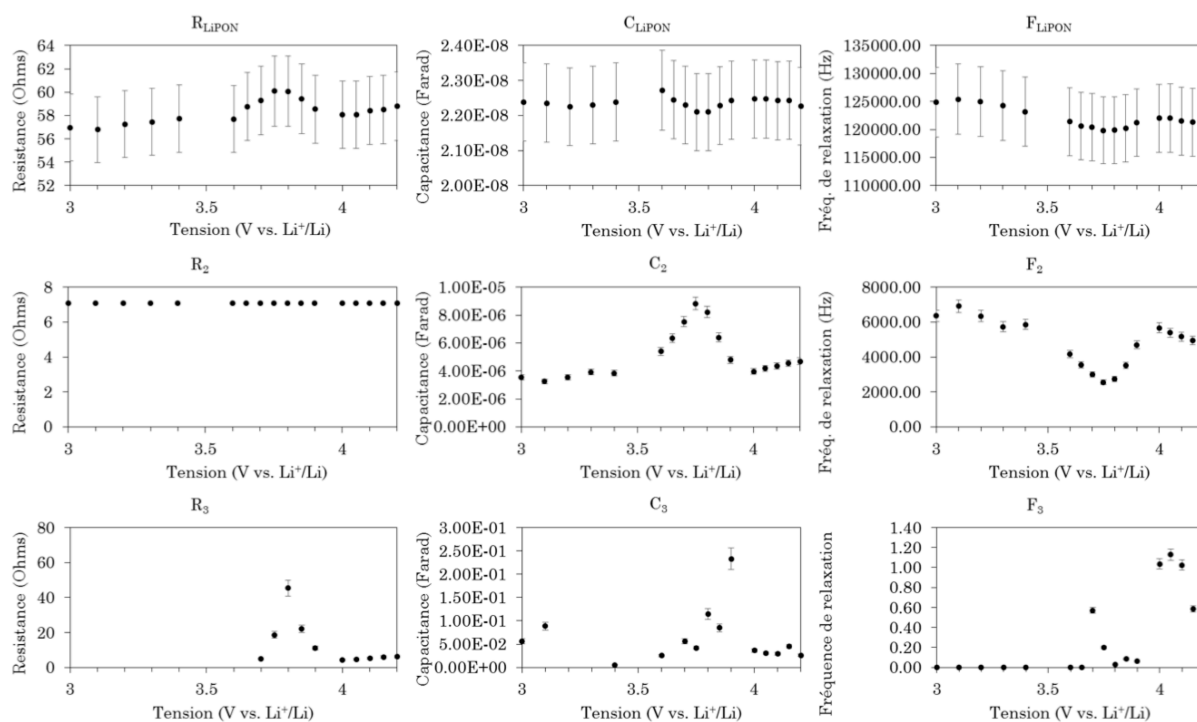 R_LiPON
Resistance (Ohms)
64
62
60
58
56
54
52
3
3.5
4
Tension (V vs. Li⁺/Li)
C_LiPON
Capacitance (Farad)
2.40E-08
2.30E-08
2.20E-08
2.10E-08
2.00E-08
3
3.5
4
Tension (V vs. Li⁺/Li)
F_LiPON
Fréq. de relaxation (Hz)
135000.00
130000.00
125000.00
120000.00
115000.00
110000.00
3
3.5
4
Tension (V vs. Li⁺/Li)
R₂
Resistance (Ohms)
8
6
4
2
0
3
3.5
4
Tension (V vs. Li⁺/Li)
C₂
Capacitance (Farad)
1.00E-05
8.00E-06
6.00E-06
4.00E-06
2.00E-06
0.00E+00
3
3.5
4
Tension (V vs. Li⁺/Li)
F₂
Fréq. de relaxation (Hz)
8000.00
6000.00
4000.00
2000.00
0.00
3
3.5
4
Tension (V vs. Li⁺/Li)
R₃
Resistance (Ohms)
80
60
40
20
0
3
3.5
4
Tension (V vs. Li⁺/Li)
C₃
Capacitance (Farad)
3.00E-01
2.50E-01
2.00E-01
1.50E-01
1.00E-01
5.00E-02
0.00E+00
3
3.5
4
Tension (V vs. Li⁺/Li)
F₃
Fréquence de relaxation
1.40
1.20
1.00
0.80
0.60
0.40
0.20
0.00
3
3.5
4
Tension (V vs. Li⁺/Li)